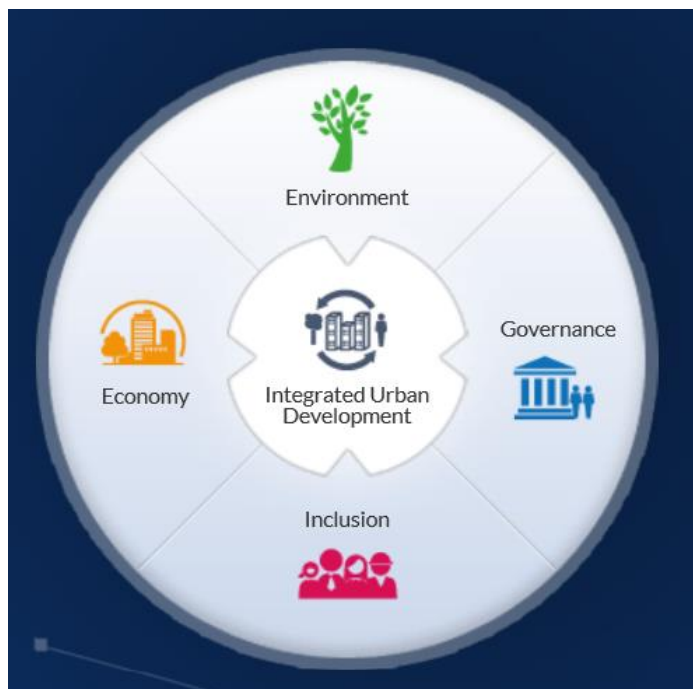 Environment
Economy
Integrated Urban
Development
Governance
Inclusion